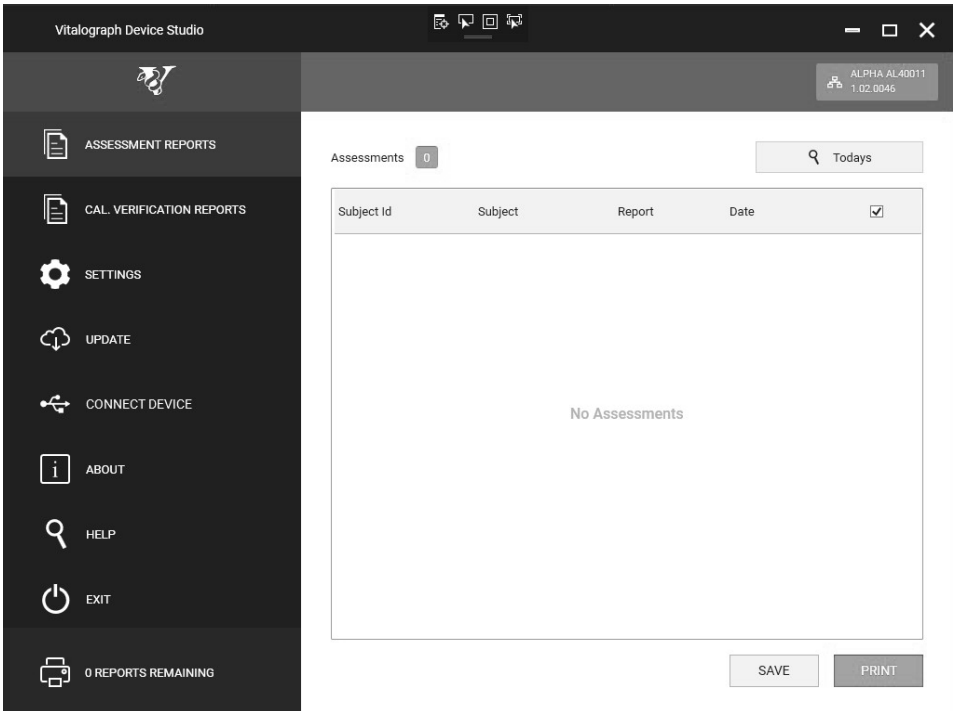 Vitalograph Device Studio
ALPHA AL40011
1.02.0046
ASSESSMENT REPORTS
CAL. VERIFICATION REPORTS
SETTINGS
UPDATE
CONNECT DEVICE
ABOUT
HELP
EXIT
0 REPORTS REMAINING
Assessments 0
Todays
Subject Id Subject Report Date
No Assessments
SAVE PRINT